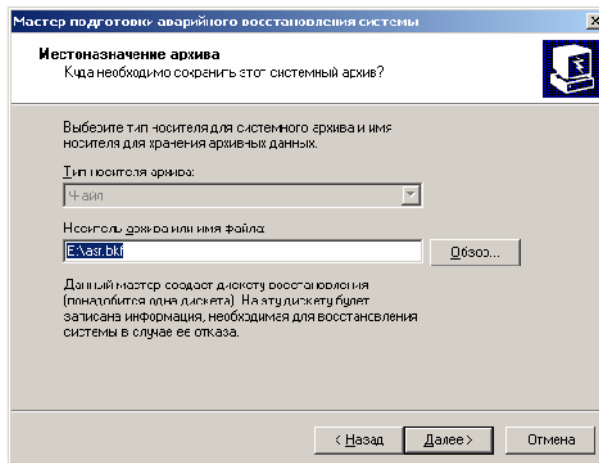 Мастер подготовки аварийного восстановления системы
Местоназначение архива
Куда необходимо сохранить этот системный архив?
Выберите тип носителя для системного архива и имя
носителя для хранения архивных данных.
Тип носителя архива:
Файл
Носитель архива или имя файла:
E:\asr.bkf
Обзор...
Данный мастер создает дискету восстановления
(понадобится одна дискета). На эту дискету будет
записана информация, необходимая для восстановления
системы в случае ее отказа.
< Назад
Далее >
Отмена